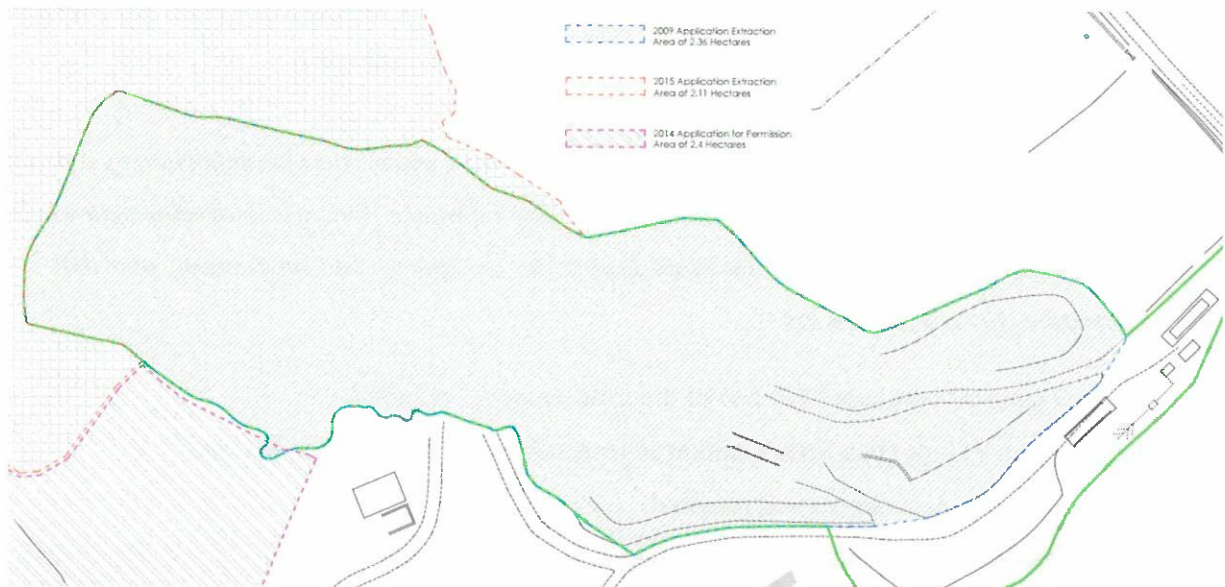 2009 Application Extraction
Area of 2.36 Hectares
2015 Application Extraction
Area of 2.11 Hectares
2014 Application for Permission
Area of 2.4 Hectares